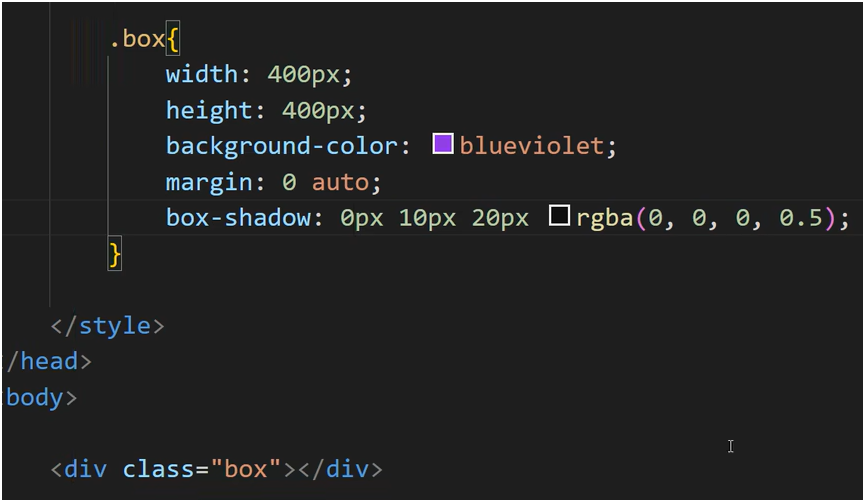 .box{
width: 400px;
height: 400px;
background-color: blueviolet;
margin: 0 auto;
box-shadow: 0px 10px 20px rgba(0, 0, 0, 0.5);
}
</style>
/head>
body>
<div class="box"></div>